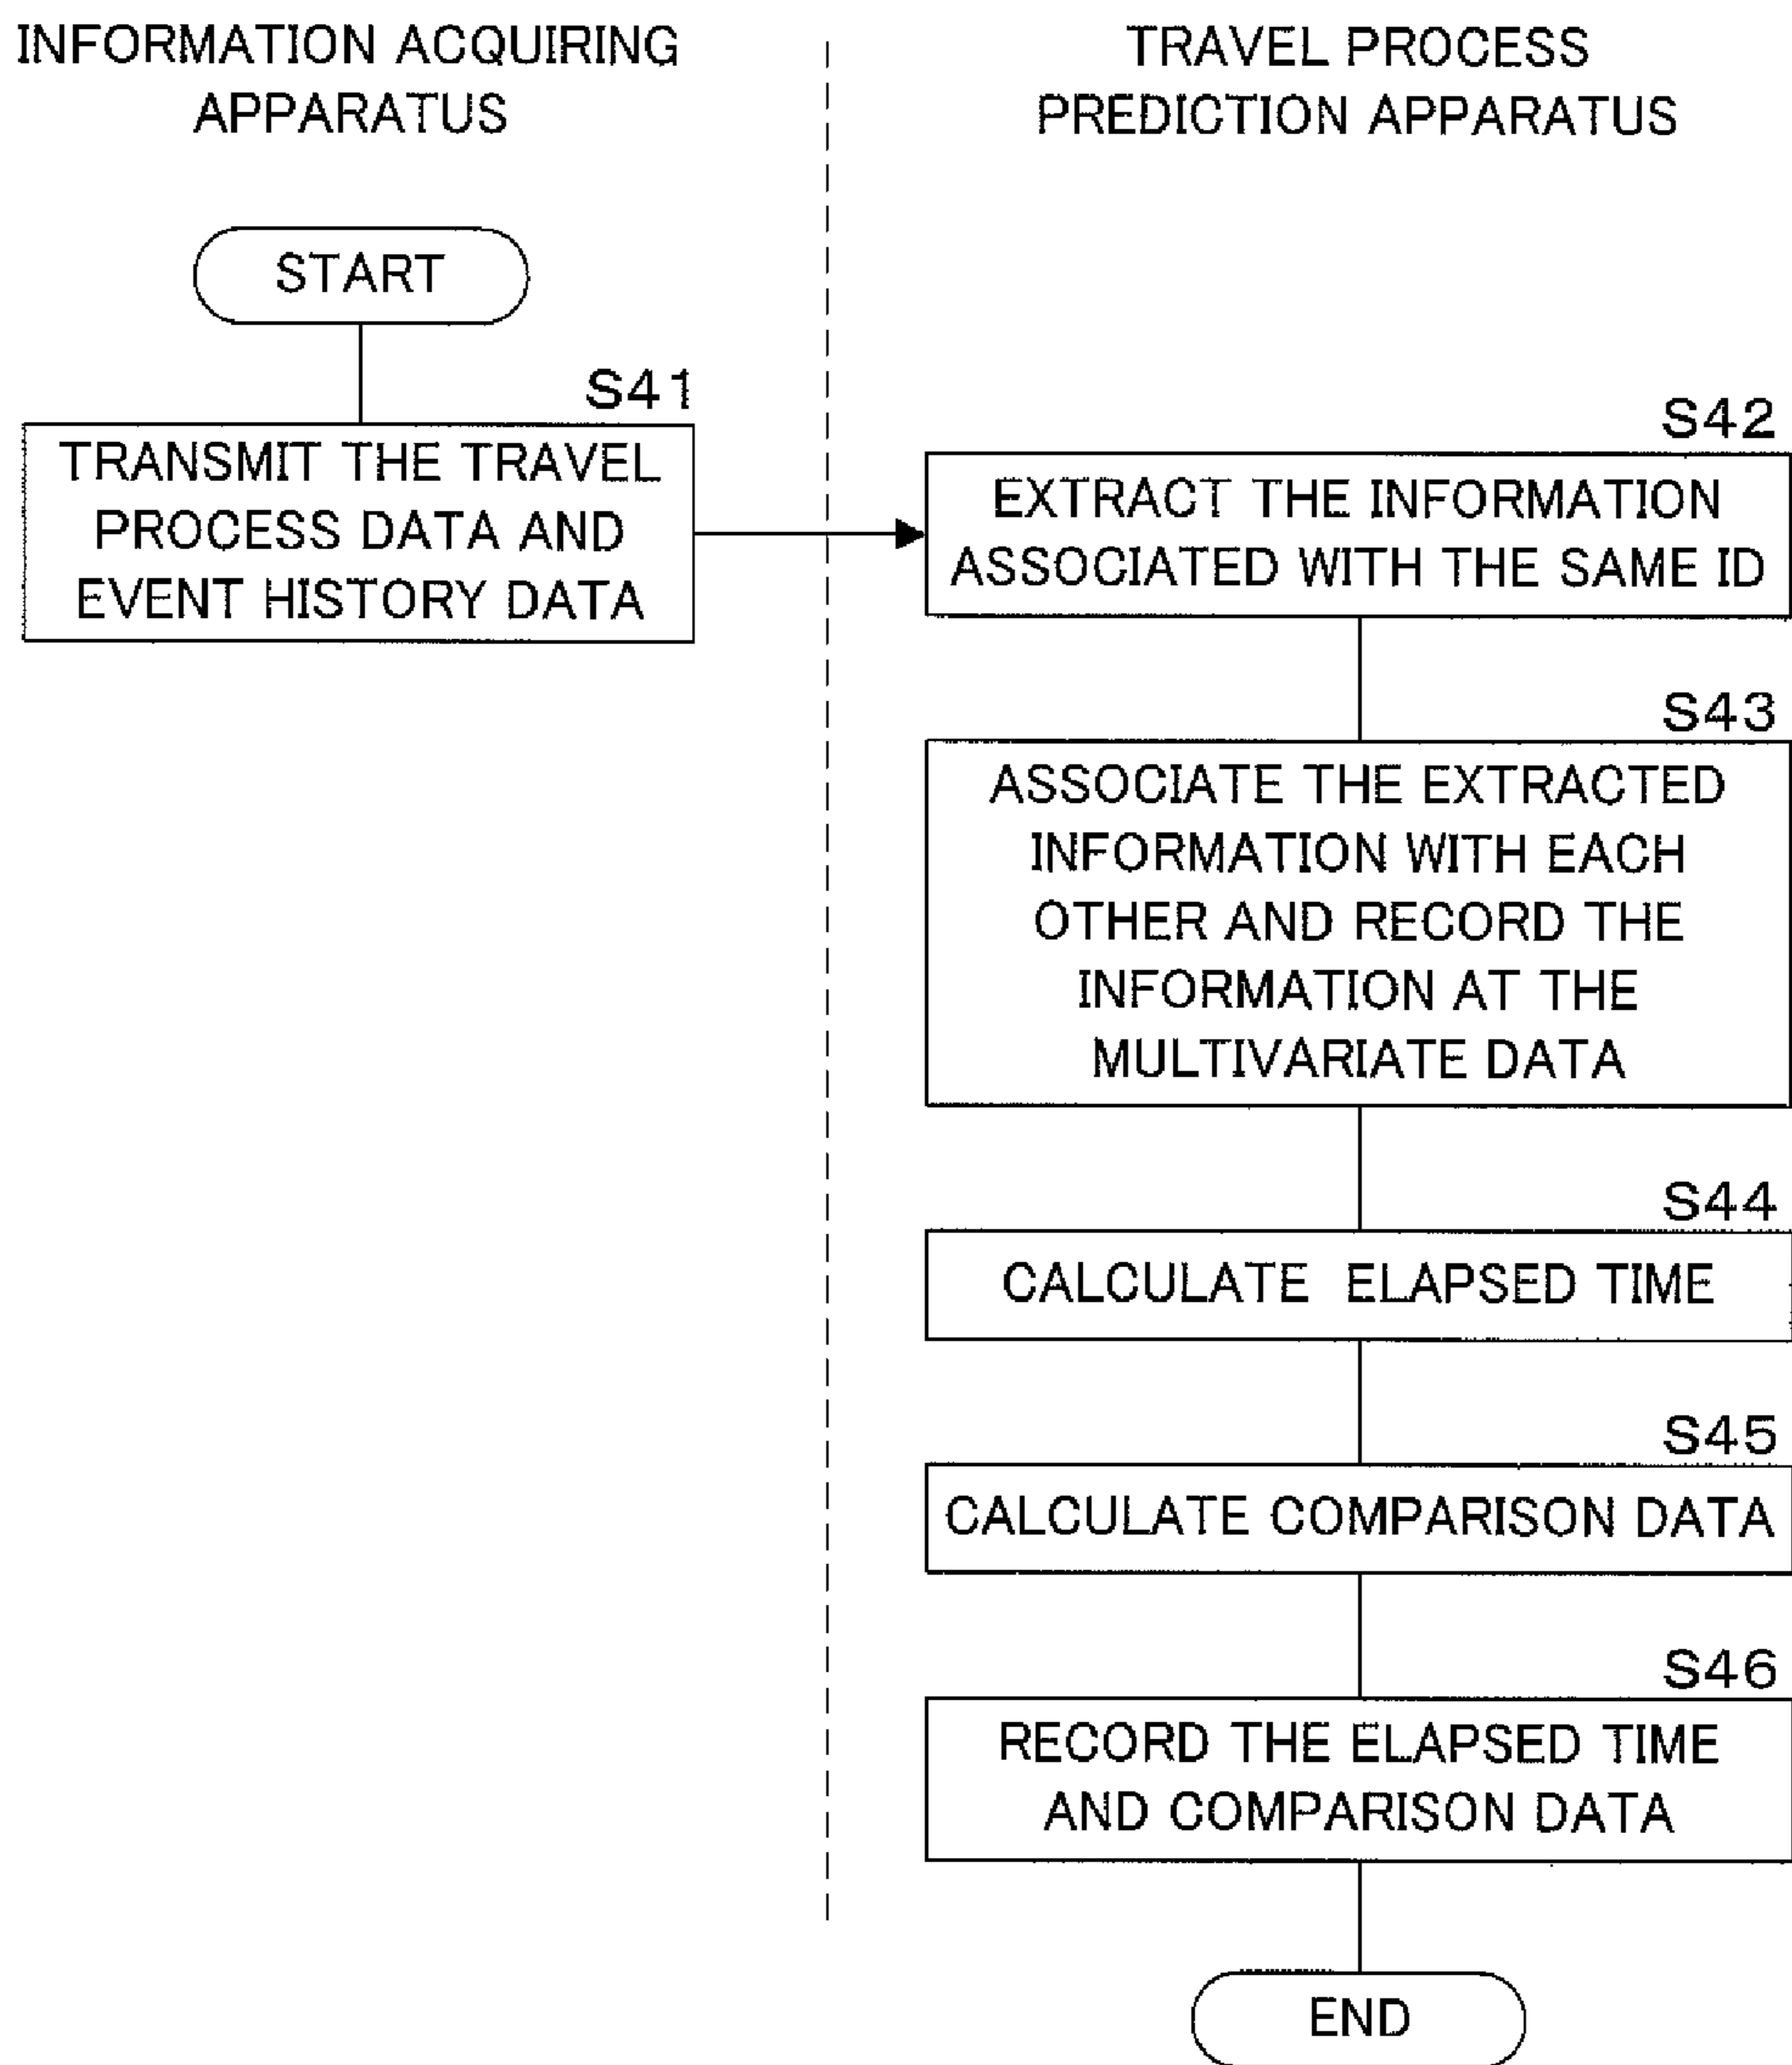 INFORMATION ACQUIRING
APPARATUS
TRAVEL PROCESS
PREDICTION APPARATUS
START
S41
TRANSMIT THE TRAVEL
PROCESS DATA AND
EVENT HISTORY DATA
S42
EXTRACT THE INFORMATION
ASSOCIATED WITH THE SAME ID
S43
ASSOCIATE THE EXTRACTED
INFORMATION WITH EACH
OTHER AND RECORD THE
INFORMATION AT THE
MULTIVARIATE DATA
S44
CALCULATE ELAPSED TIME
S45
CALCULATE COMPARISON DATA
S46
RECORD THE ELAPSED TIME
AND COMPARISON DATA
END